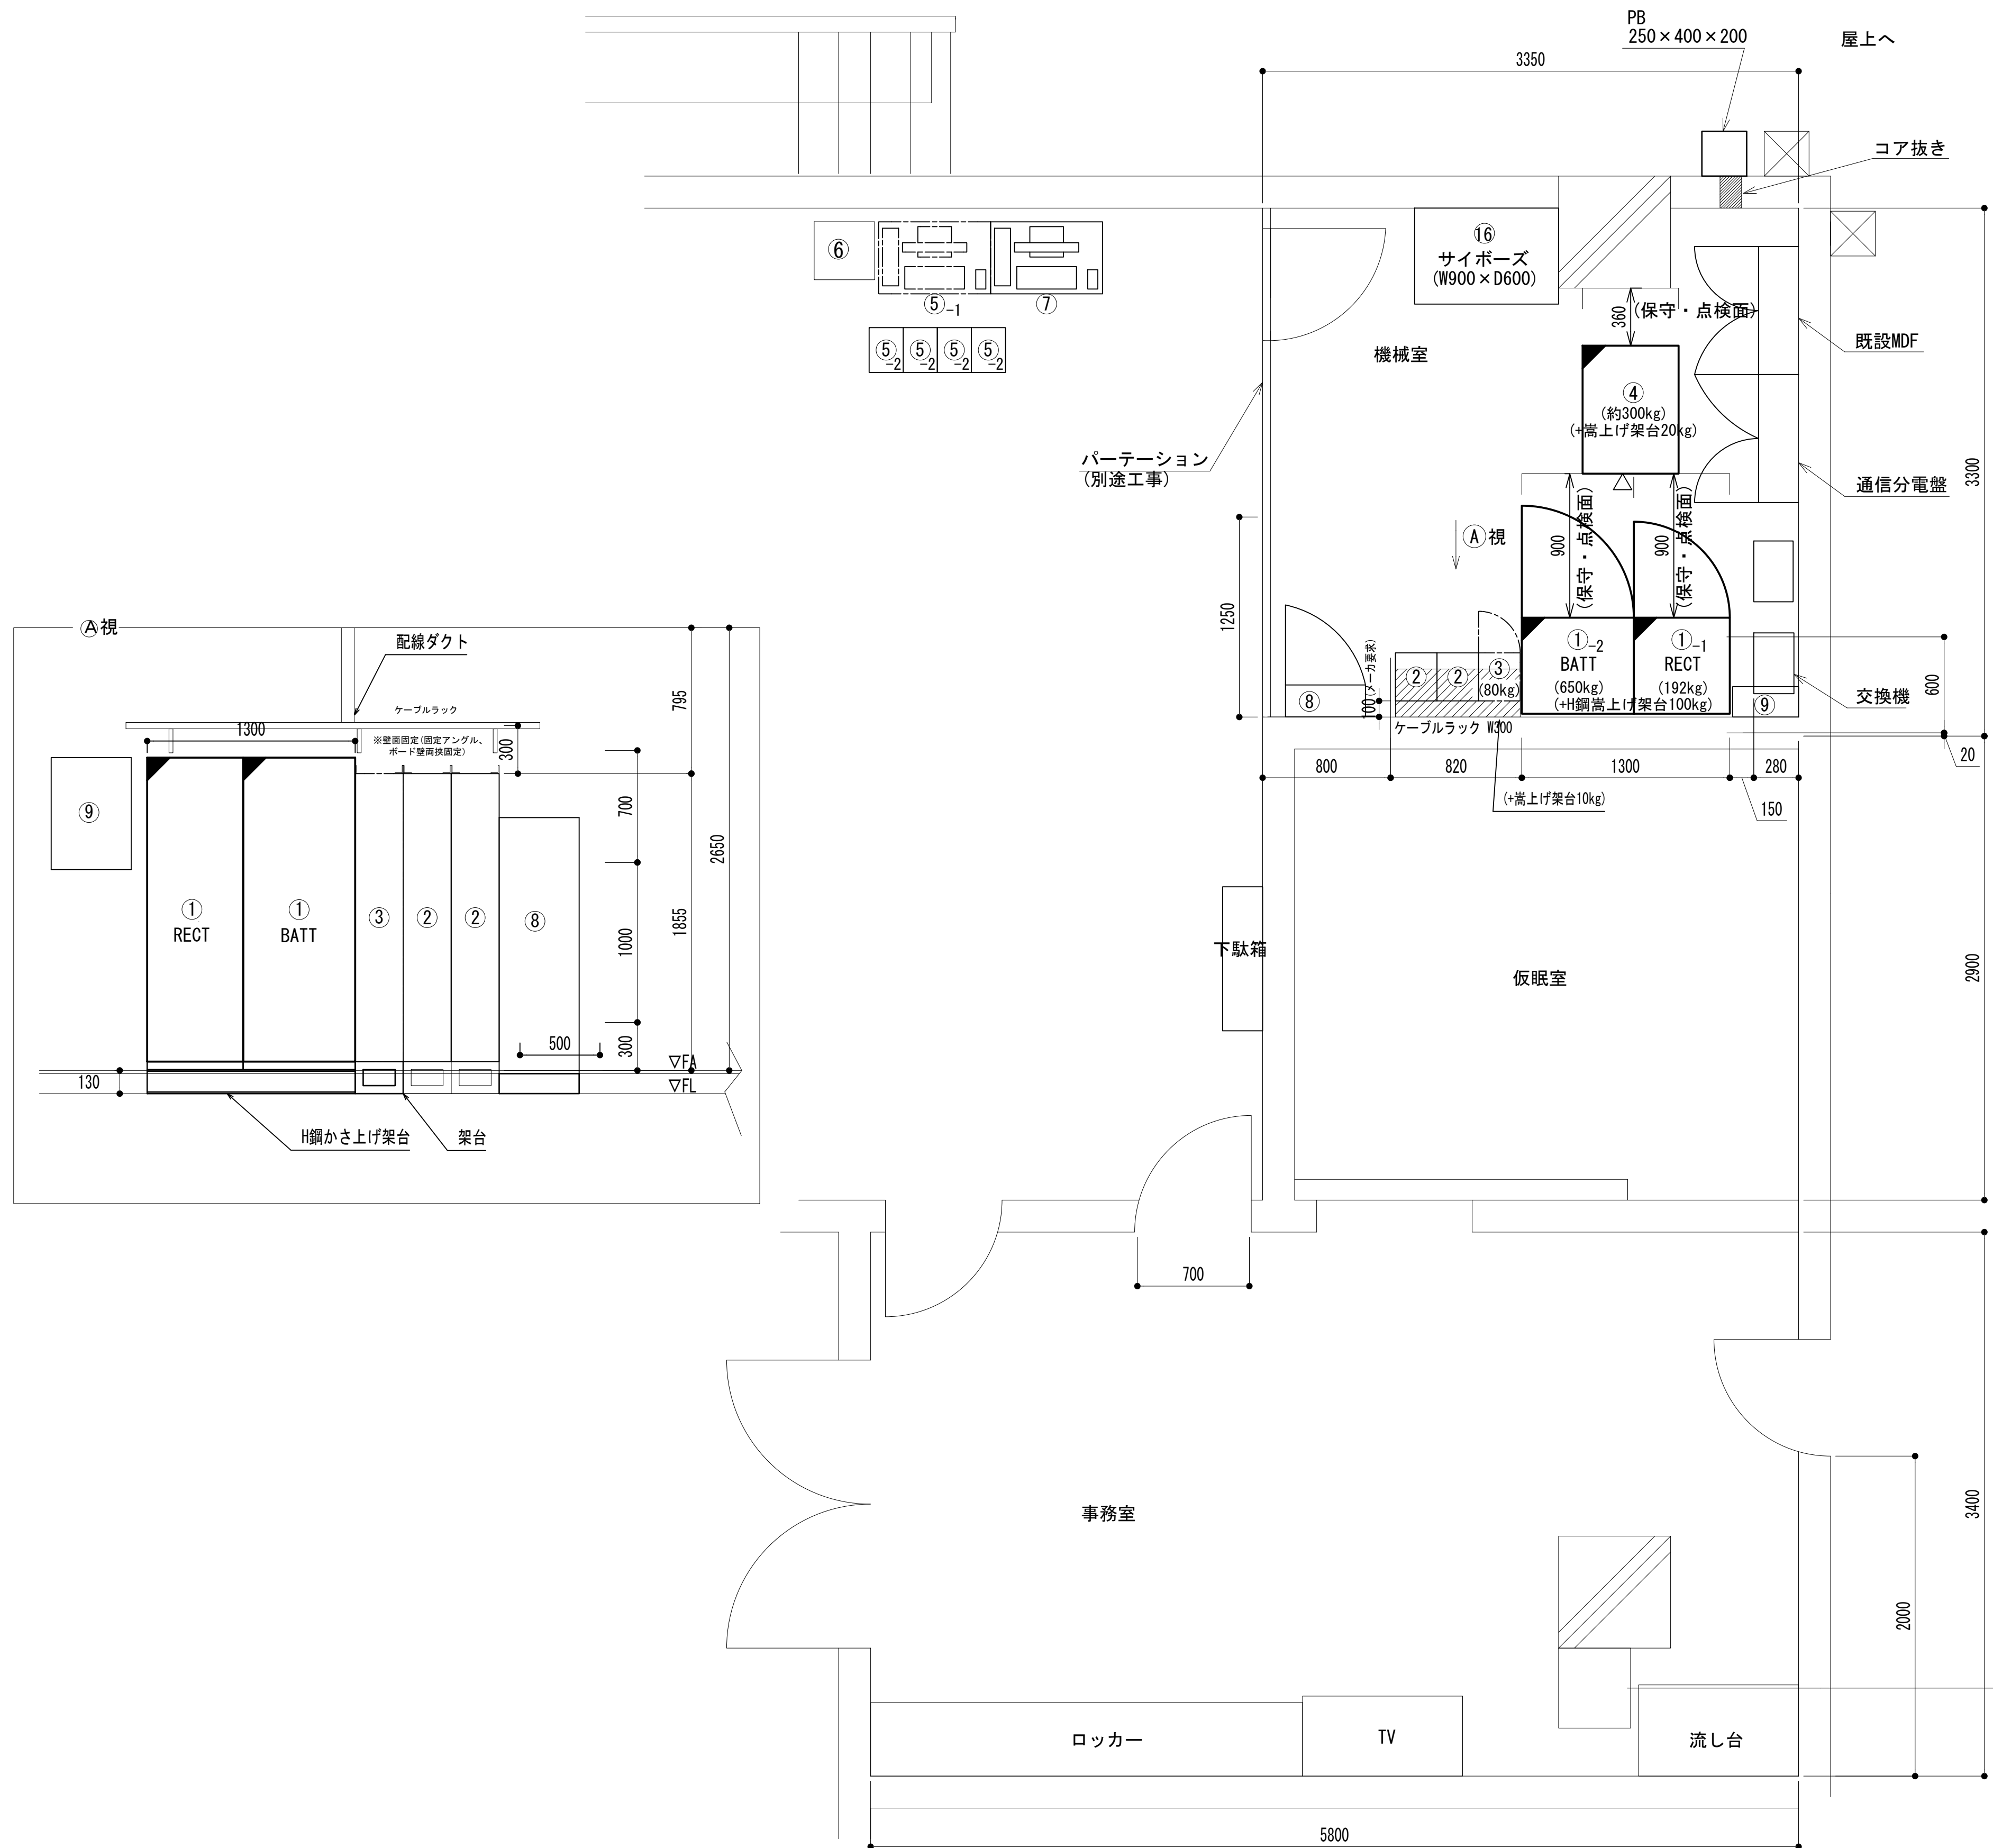 PB
250×400×200
屋上へ
3350
コア抜き
⑥
⑤-1
⑦
⑤-2
⑤-2
⑤-2
⑤-2
⑯
サイボーズ
(W900×D600)
360
(保守・点検面)
機械室
既設MDF
④
(約300kg)
(+嵩上げ架台20kg)
パーテーション
(別途工事)
通信分電盤
3300
Ⓐ視
900
(保守・点検面)
900
(保守・点検面)
1250
①-2
BATT
(650kg)
(+H鋼嵩上げ架台100kg)
①-1
RECT
(192kg)
②
②
③
(80kg)
⑧
100(メーカ要求)
ケーブルラック W300
⑨
交換機
600
20
800
820
1300
280
150
(+嵩上げ架台10kg)
Ⓐ視
配線ダクト
ケーブルラック
1300
※壁面固定(固定アングル、
ボード壁両挟固定)
300
795
⑨
700
2650
①
RECT
①
BATT
③
②
②
⑧
1000
1855
500
300
▽FA
▽FL
130
H鋼かさ上げ架台
架台
下駄箱
仮眠室
2900
700
事務室
3400
2000
ロッカー
TV
流し台
5800